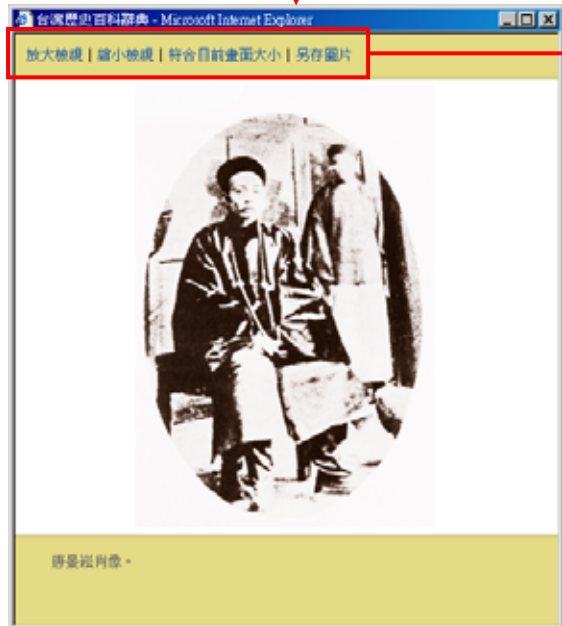 台灣歷史百科辭典 - Microsoft Internet Explorer
放大檢視 | 縮小檢視 | 符合目前畫面大小 | 另存圖片
唐景崧肖像。